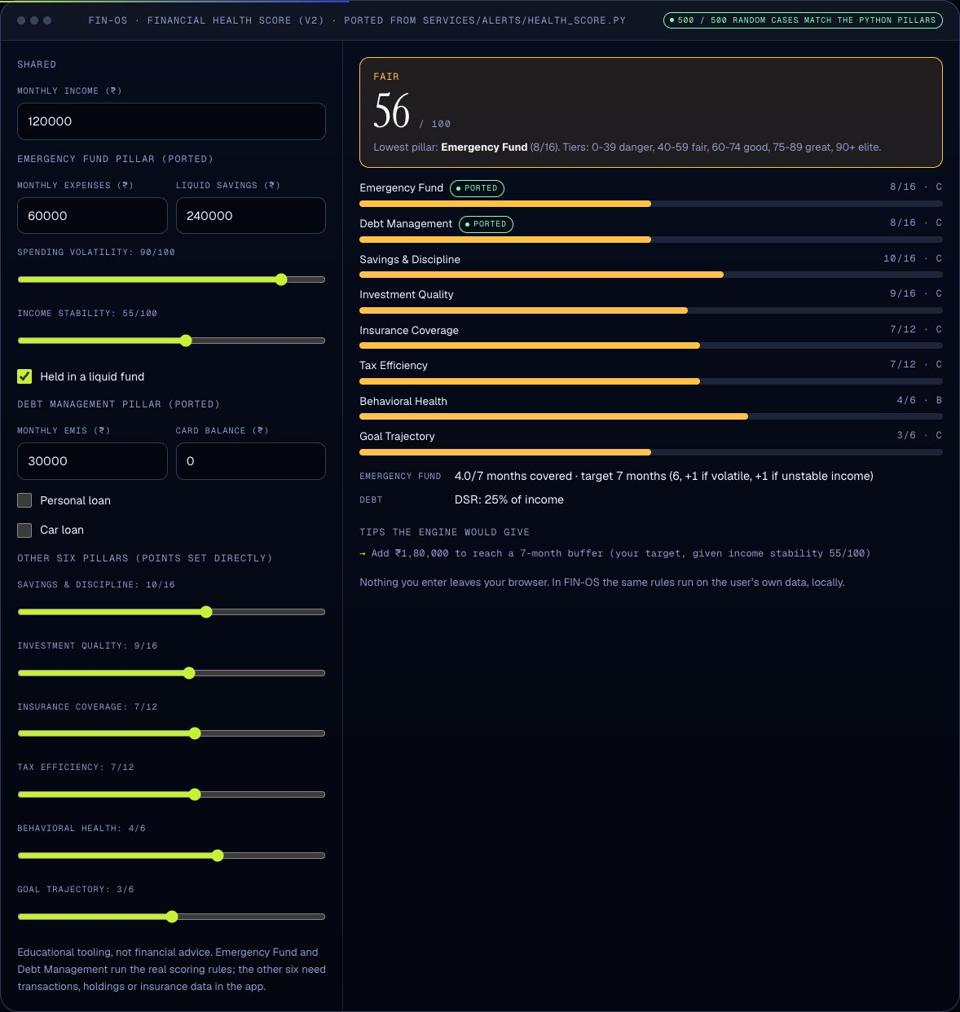 FIN-OS · FINANCIAL HEALTH SCORE (V2) · PORTED FROM SERVICES/ALERTS/HEALTH_SCORE.PY
500 / 500 RANDOM CASES MATCH THE PYTHON PILLARS
SHARED
MONTHLY INCOME (₹)
120000
EMERGENCY FUND PILLAR (PORTED)
MONTHLY EXPENSES (₹) LIQUID SAVINGS (₹)
60000 240000
SPENDING VOLATILITY: 90/100
INCOME STABILITY: 55/100
Held in a liquid fund
DEBT MANAGEMENT PILLAR (PORTED)
MONTHLY EMIS (₹) CARD BALANCE (₹)
30000 0
Personal loan
Car loan
OTHER SIX PILLARS (POINTS SET DIRECTLY)
SAVINGS & DISCIPLINE: 10/16
INVESTMENT QUALITY: 9/16
INSURANCE COVERAGE: 7/12
TAX EFFICIENCY: 7/12
BEHAVIORAL HEALTH: 4/6
GOAL TRAJECTORY: 3/6
Educational tooling, not financial advice. Emergency Fund and
Debt Management run the real scoring rules; the other six need
transactions, holdings or insurance data in the app.
FAIR
56 / 100
Lowest pillar: Emergency Fund (8/16). Tiers: 0-39 danger, 40-59 fair, 60-74 good, 75-89 great, 90+ elite.
Emergency Fund PORTED 8/16 · C
Debt Management PORTED 8/16 · C
Savings & Discipline 10/16 · C
Investment Quality 9/16 · C
Insurance Coverage 7/12 · C
Tax Efficiency 7/12 · C
Behavioral Health 4/6 · B
Goal Trajectory 3/6 · C
EMERGENCY FUND 4.0/7 months covered · target 7 months (6, +1 if volatile, +1 if unstable income)
DEBT DSR: 25% of income
TIPS THE ENGINE WOULD GIVE
→ Add ₹1,80,000 to reach a 7-month buffer (your target, given income stability 55/100)
Nothing you enter leaves your browser. In FIN-OS the same rules run on the user's own data, locally.